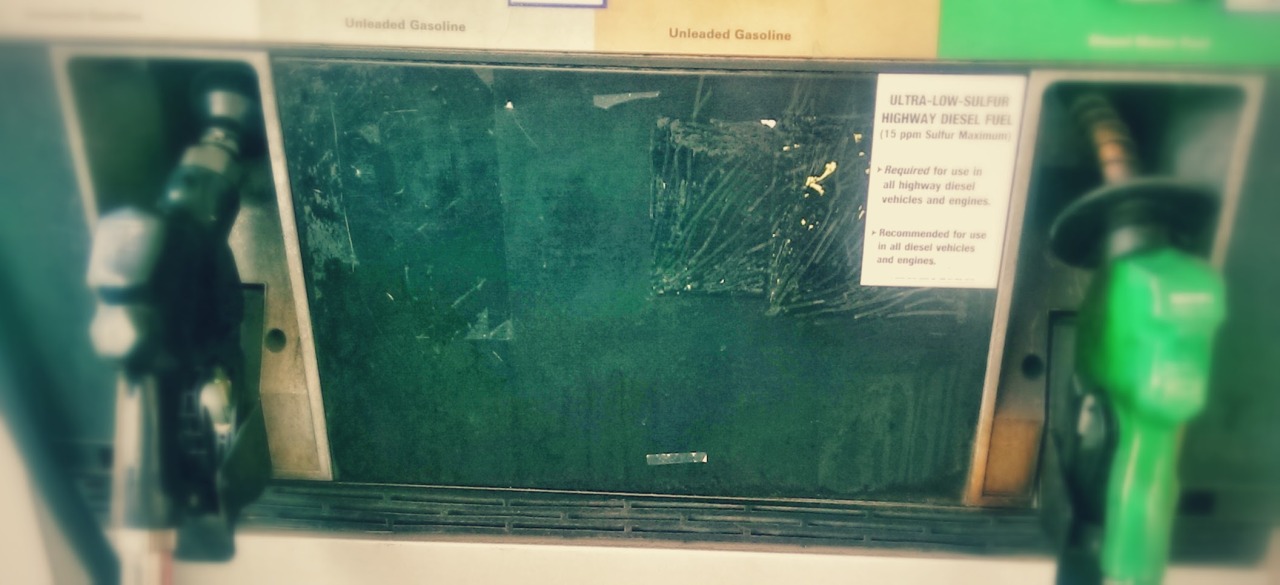 Unleaded Gasoline
Unleaded Gasoline
ULTRA-LOW-SULFUR
HIGHWAY DIESEL FUEL
(15 ppm Sulfur Maximum)
Required for use in
all highway diesel
vehicles and engines.
Recommended for use
in all diesel vehicles
and engines.